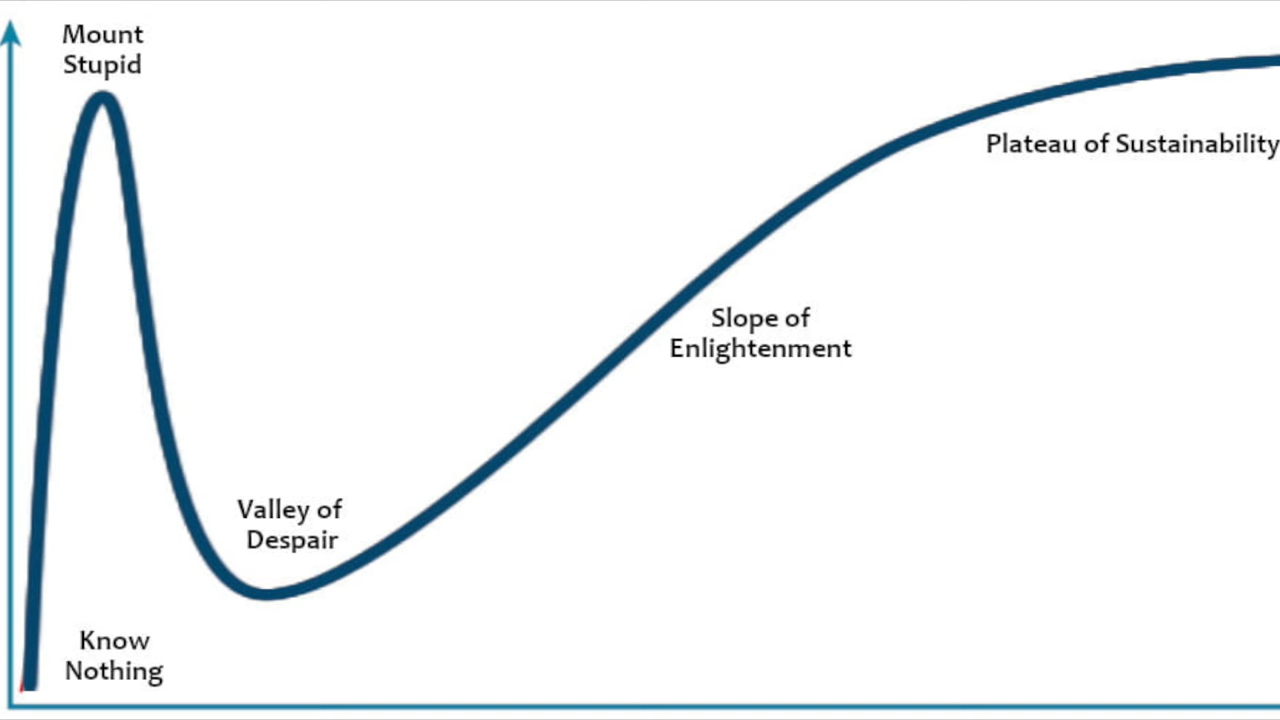 Mount
Stupid
Plateau of Sustainability
Slope of
Enlightenment
Valley of
Despair
Know
Nothing